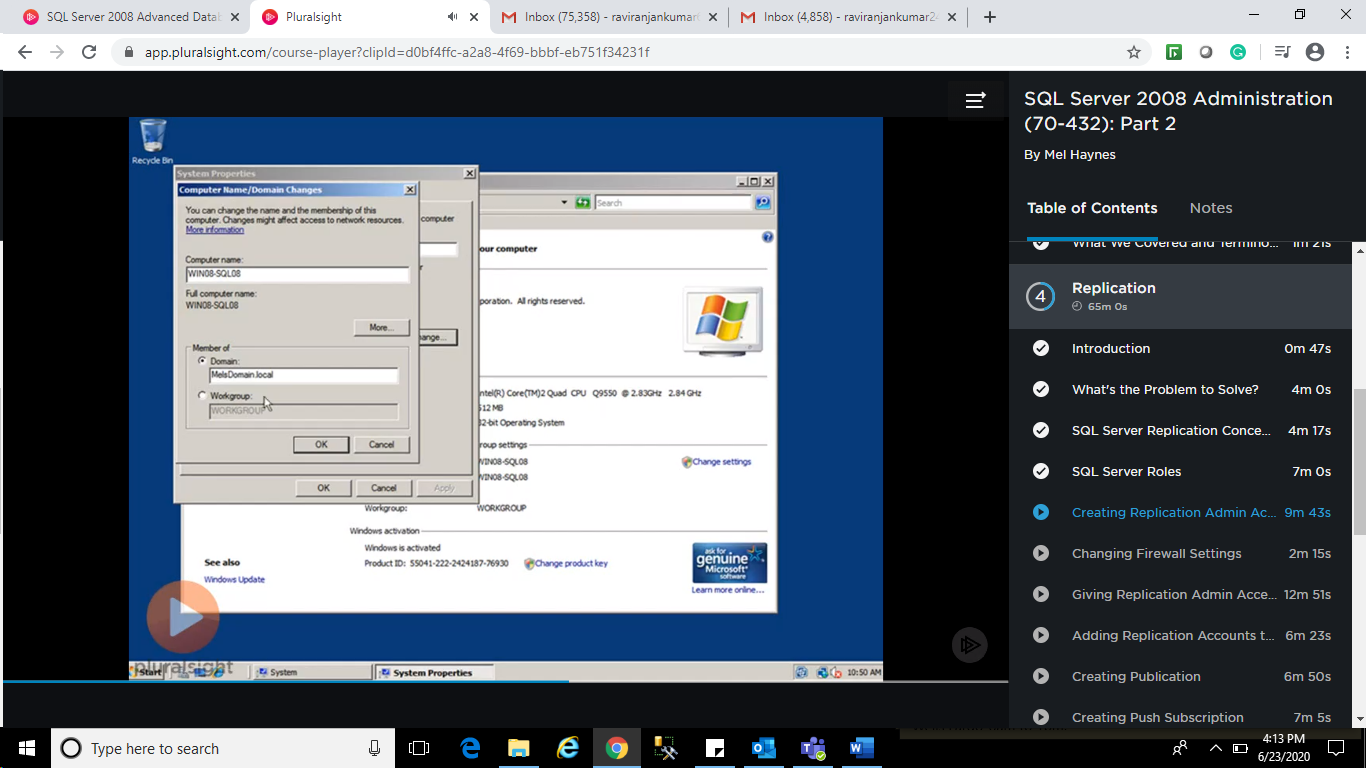 SQL Server 2008 Advanced Datab
Pluralsight
Inbox (75,358) - raviranjankumar
Inbox (4,858) - raviranjankumar2
app.pluralsight.com/course-player?clipId=d0bf4ffc-a2a8-4f69-bbbf-eb751f34231f
SQL Server 2008 Administration
(70-432): Part 2
By Mel Haynes
Table of Contents
Notes
What We Covered and Termino... 1m 21s
4
Replication
65m 0s
Introduction 0m 47s
What's the Problem to Solve? 4m 0s
SQL Server Replication Conce... 4m 17s
SQL Server Roles 7m 0s
Creating Replication Admin Ac... 9m 43s
Changing Firewall Settings 2m 15s
Giving Replication Admin Acce... 12m 51s
Adding Replication Accounts t... 6m 23s
Creating Publication 6m 50s
Creating Push Subscription 7m 5s
Recycle Bin
System Properties
Computer Name/Domain Changes
You can change the name and the membership of this
computer. Changes might affect access to network resources.
More information
Computer name:
WIN08-SQL08
Full computer name:
WIN08-SQL08
More...
Member of
Domain:
MelsDomain.local
Workgroup:
WORKGROUP
OK
Cancel
OK
Cancel
Apply
computer
ange...
Search
our computer
poration. All rights reserved.
ntel(R) Core(TM)2 Quad CPU Q9550 @ 2.83GHz 2.84 GHz
512 MB
32-bit Operating System
roup settings
WIN08-SQL08
Change settings
WIN08-SQL08
Workgroup:
WORKGROUP
Windows activation
Windows is activated
Product ID: 55041-222-2424187-76930
Change product key
See also
Windows Update
ask for
genuine
Microsoft
software
Learn more online...
pluralsight
Start
System
System Properties
10:50 AM
Type here to search
4:13 PM
6/23/2020